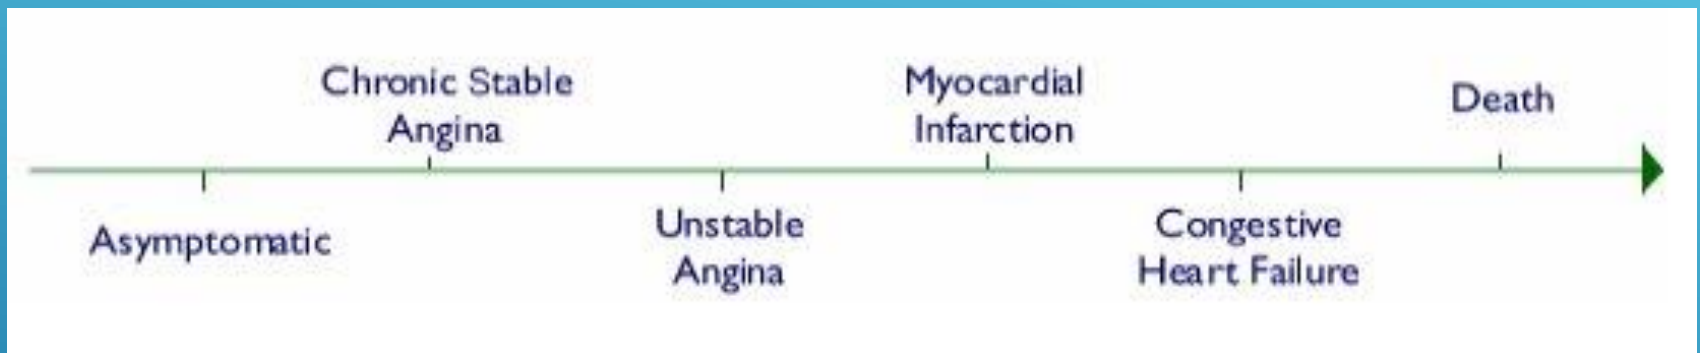 Chronic Stable
Angina
Myocardial
Infarction
Death
Asymptomatic
Unstable
Angina
Congestive
Heart Failure